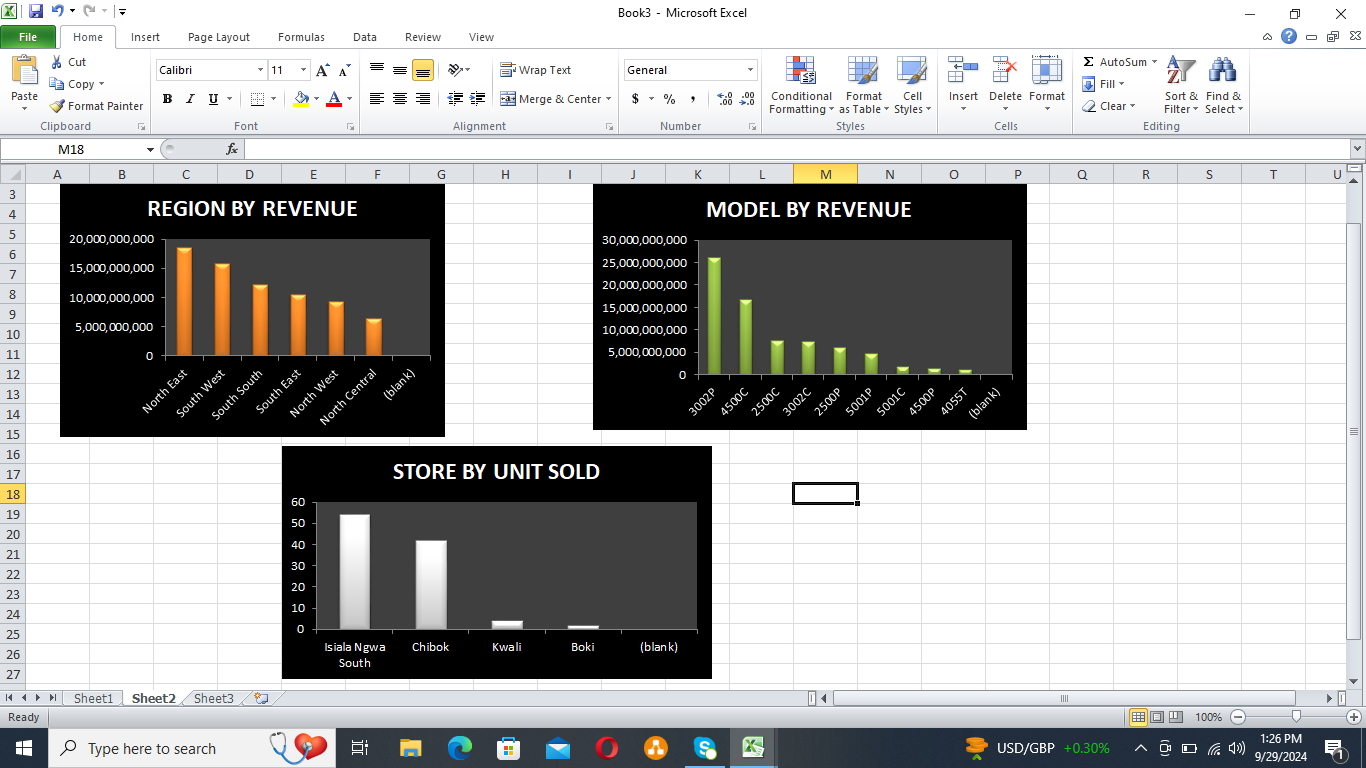 Book3 - Microsoft Excel
File Home Insert Page Layout Formulas Data Review View
Paste
Cut
Copy
Format Painter
Clipboard
Calibri 11
B I U
Font
Wrap Text
Merge & Center
Alignment
General
$ % ,
Number
Conditional Formatting
Format as Table
Cell Styles
Styles
Insert Delete Format
Cells
Σ AutoSum
Fill
Clear
Sort & Filter
Find & Select
Editing
M18 fx
A B C D E F G H I J K L M N O P Q R S T U
3
4
5
6
7
8
9
10
11
12
13
14
15
16
17
18
19
20
21
22
23
24
25
26
27
REGION BY REVENUE
20,000,000,000
15,000,000,000
10,000,000,000
5,000,000,000
0
North East South West South South South East North West North Central (blank)
MODEL BY REVENUE
30,000,000,000
25,000,000,000
20,000,000,000
15,000,000,000
10,000,000,000
5,000,000,000
0
3002P 4500C 2500C 3002C 2500P 5001P 5001C 4500P 4055T (blank)
STORE BY UNIT SOLD
60
50
40
30
20
10
0
Isiala Ngwa South Chibok Kwali Boki (blank)
Sheet1 Sheet2 Sheet3
Ready 100%
Type here to search
USD/GBP +0.30%
1:26 PM
9/29/2024
1